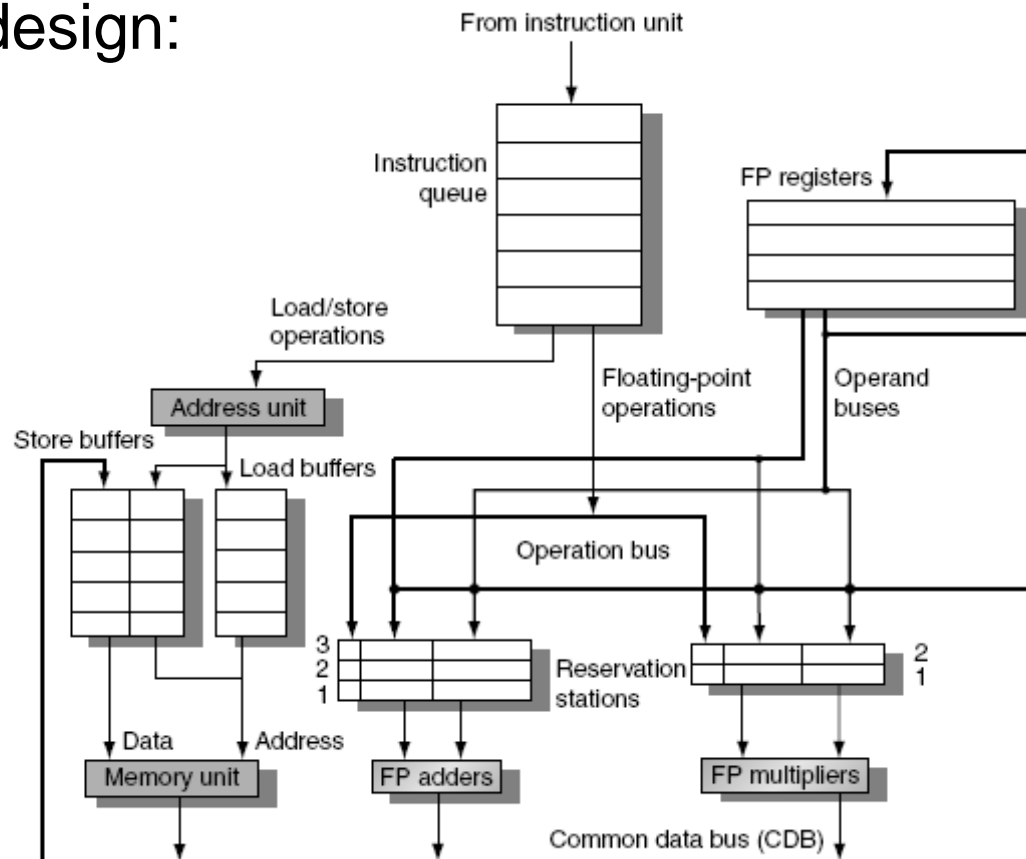 design:
From instruction unit
Instruction
queue
FP registers
Load/store
operations
Floating-point
operations
Operand
buses
Address unit
Store buffers
Load buffers
Operation bus
3
2
1
Reservation
stations
2
1
Data
Address
Memory unit
FP adders
FP multipliers
Common data bus (CDB)